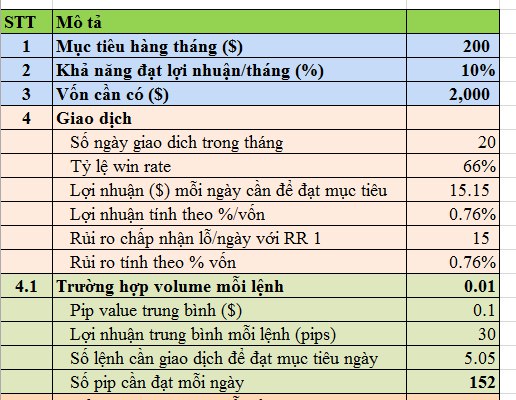 STT Mô tả
1 Mục tiêu hàng tháng ($) 200
2 Khả năng đạt lợi nhuận/tháng (%) 10%
3 Vốn cần có ($) 2,000
4 Giao dịch
Số ngày giao dich trong tháng 20
Tỷ lệ win rate 66%
Lợi nhuận ($) mỗi ngày cần để đạt mục tiêu 15.15
Lợi nhuận tính theo %/vốn 0.76%
Rủi ro chấp nhận lỗ/ngày với RR 1 15
Rủi ro tính theo % vốn 0.76%
4.1 Trường hợp volume mỗi lệnh 0.01
Pip value trung bình ($) 0.1
Lợi nhuận trung bình mỗi lệnh (pips) 30
Số lệnh cần giao dịch để đạt mục tiêu ngày 5.05
Số pip cần đạt mỗi ngày 152